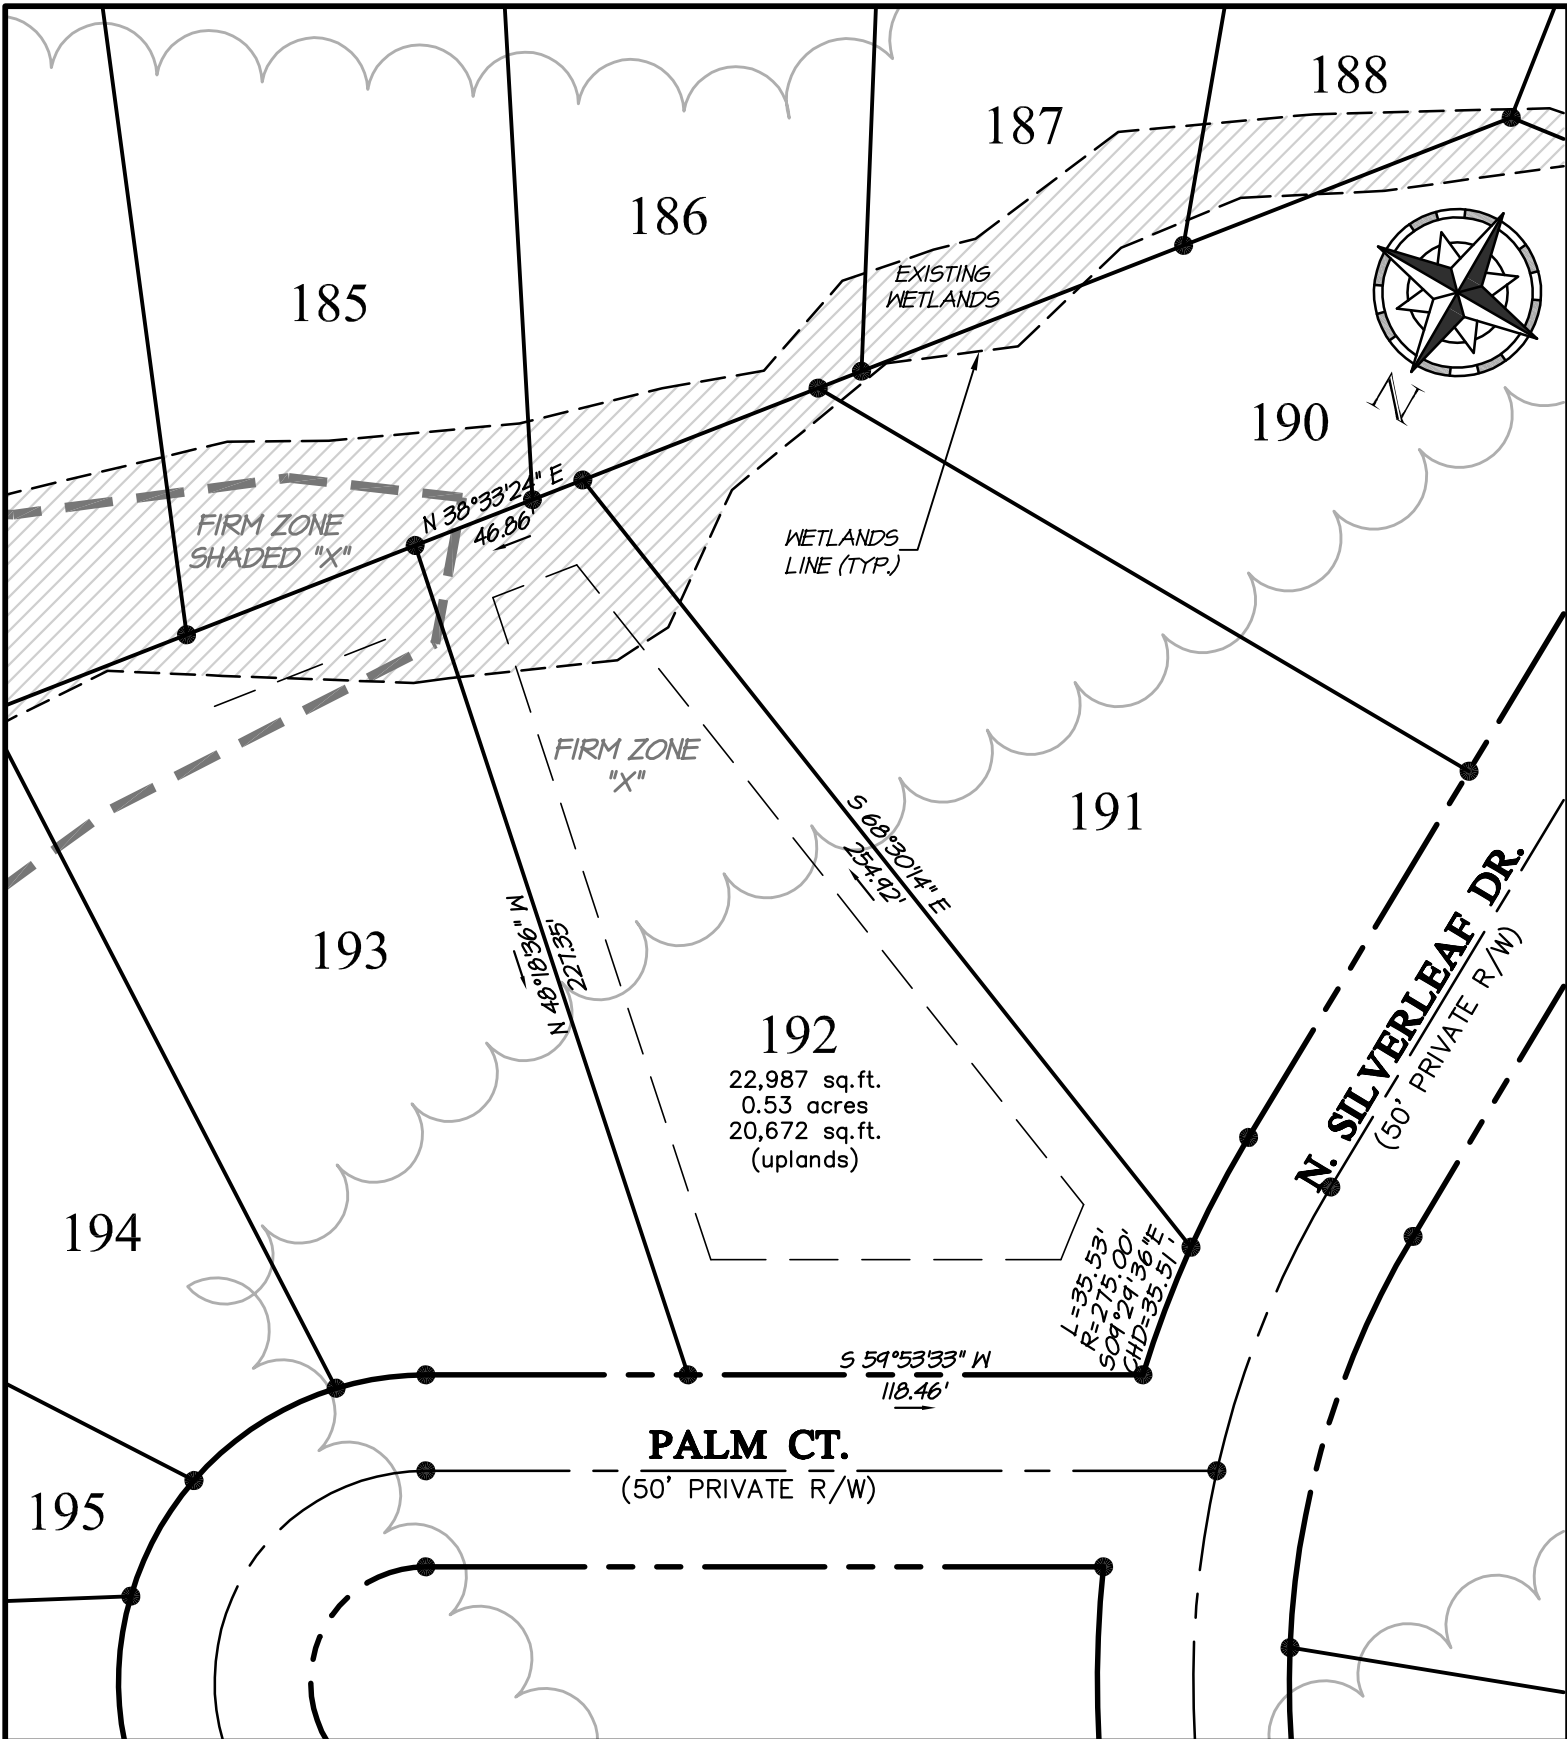 188
187
186
185
EXISTING
WETLANDS
N
190
N 38°33'24" E
46.86'
FIRM ZONE
SHADED "X"
WETLANDS
LINE (TYP.)
FIRM ZONE
"X"
191
S 68°30'14" E
254.92'
N. SILVERLEAF DR.
(50' PRIVATE R/W)
193
N 48°18'36" W
227.35'
192
22,987 sq.ft.
0.53 acres
20,672 sq.ft.
(uplands)
194
L=35.53'
R=275.00'
S09°29'36"E
CHD=35.51'
S 59°53'33" W
118.46'
PALM CT.
(50' PRIVATE R/W)
195